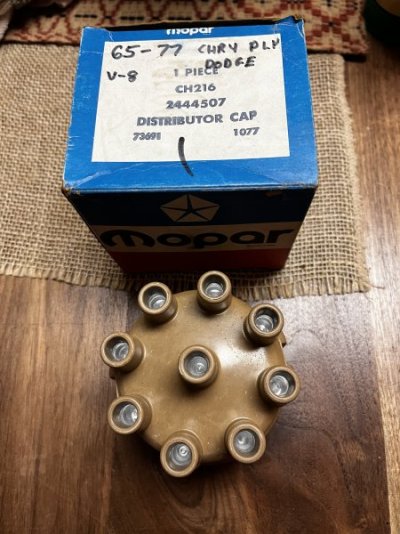 mopar
65-77 CHRY PLY
V-8 DODGE
1 PIECE
CH216
2444507
DISTRIBUTOR CAP
73691 1077
mopar